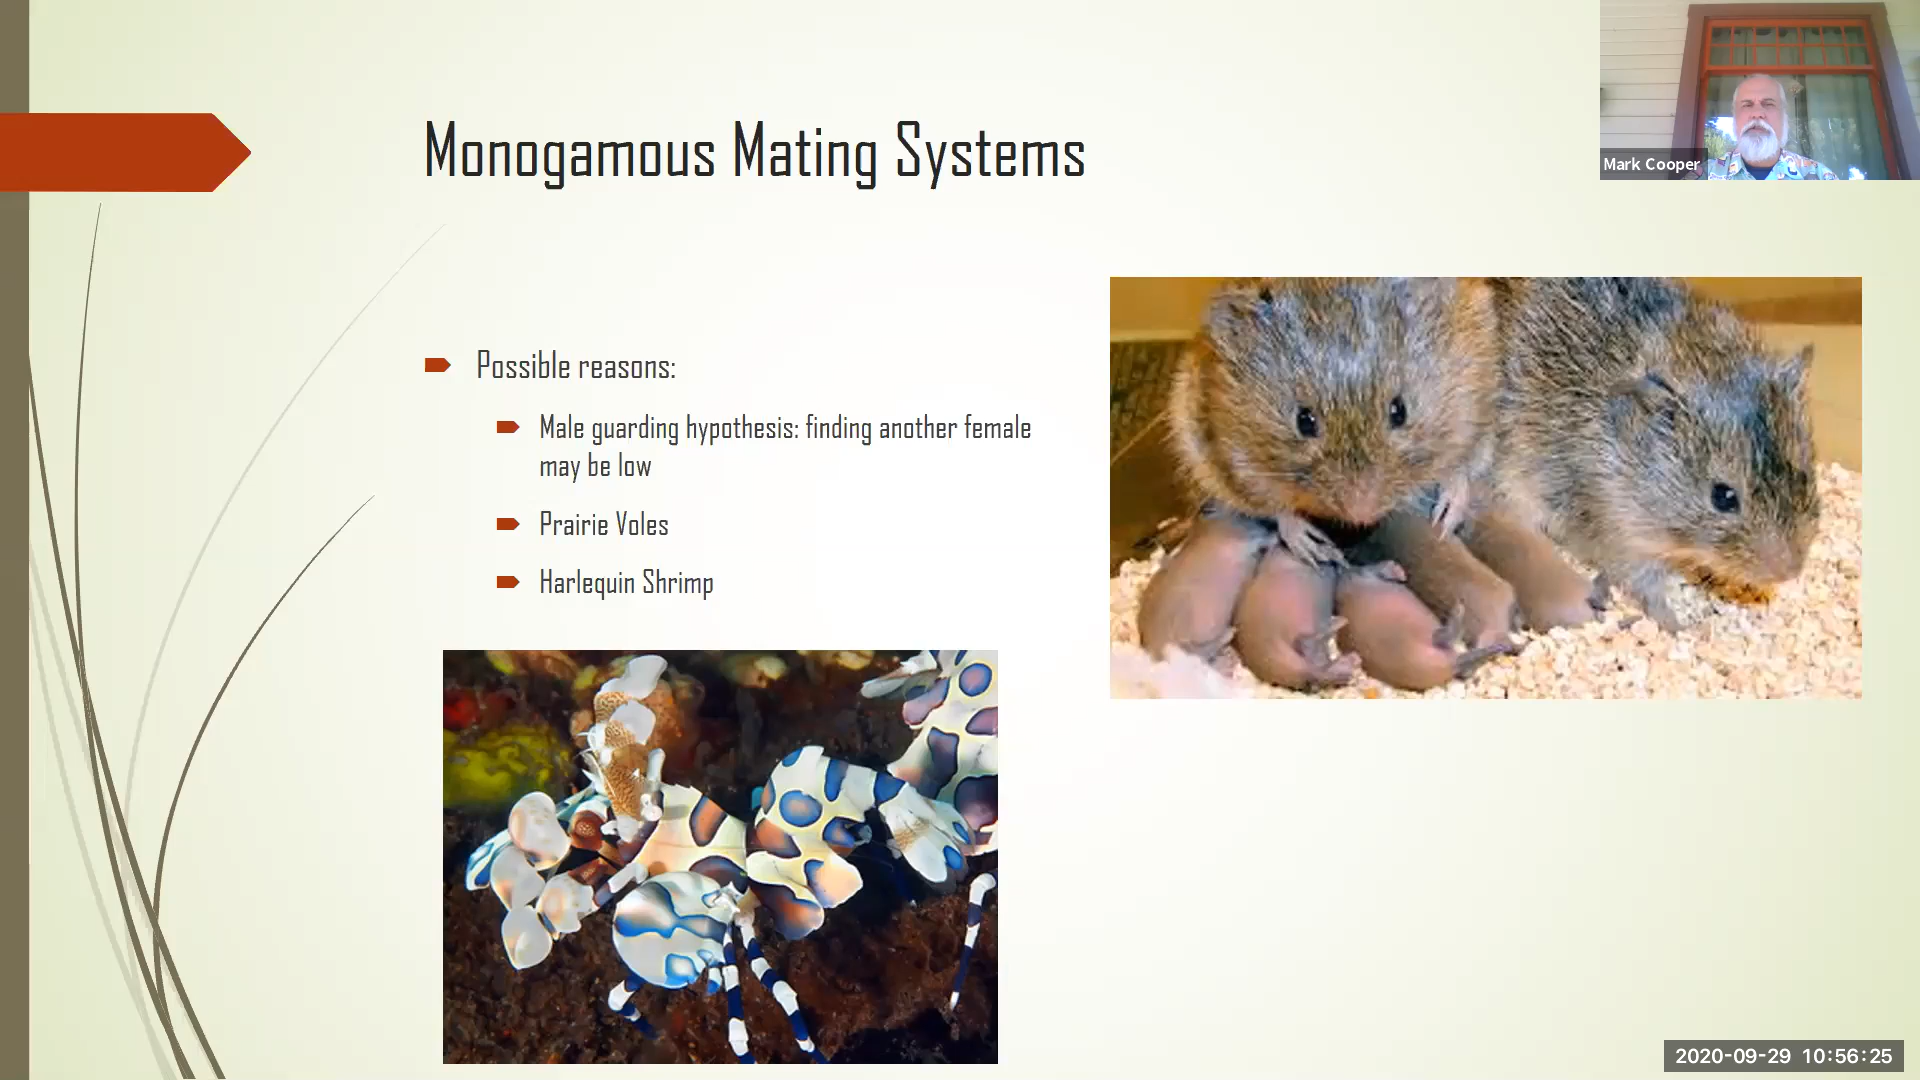 Monogamous Mating Systems
Mark Cooper
Possible reasons:
Male guarding hypothesis: finding another female
may be low
Prairie Voles
Harlequin Shrimp
2020-09-29 10:56:25